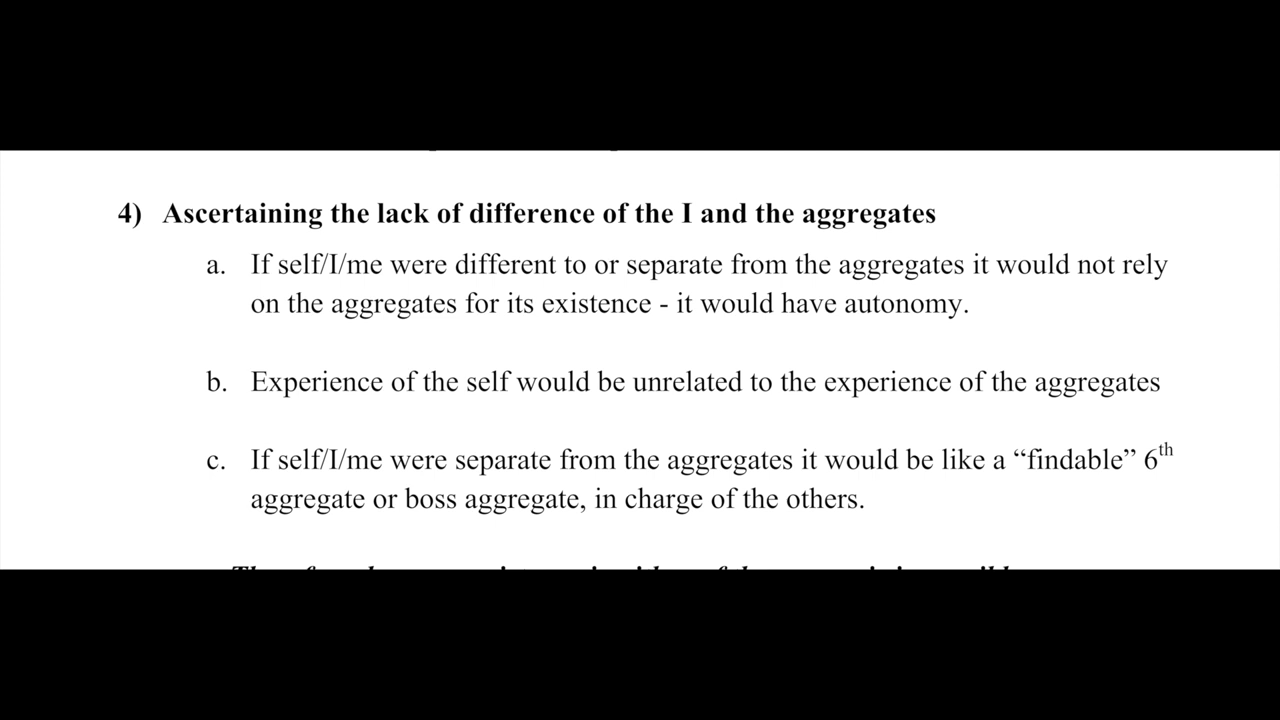 4) Ascertaining the lack of difference of the I and the aggregates
a. If self/I/me were different to or separate from the aggregates it would not rely
on the aggregates for its existence - it would have autonomy.
b. Experience of the self would be unrelated to the experience of the aggregates
c. If self/I/me were separate from the aggregates it would be like a “findable” 6th
aggregate or boss aggregate, in charge of the others.